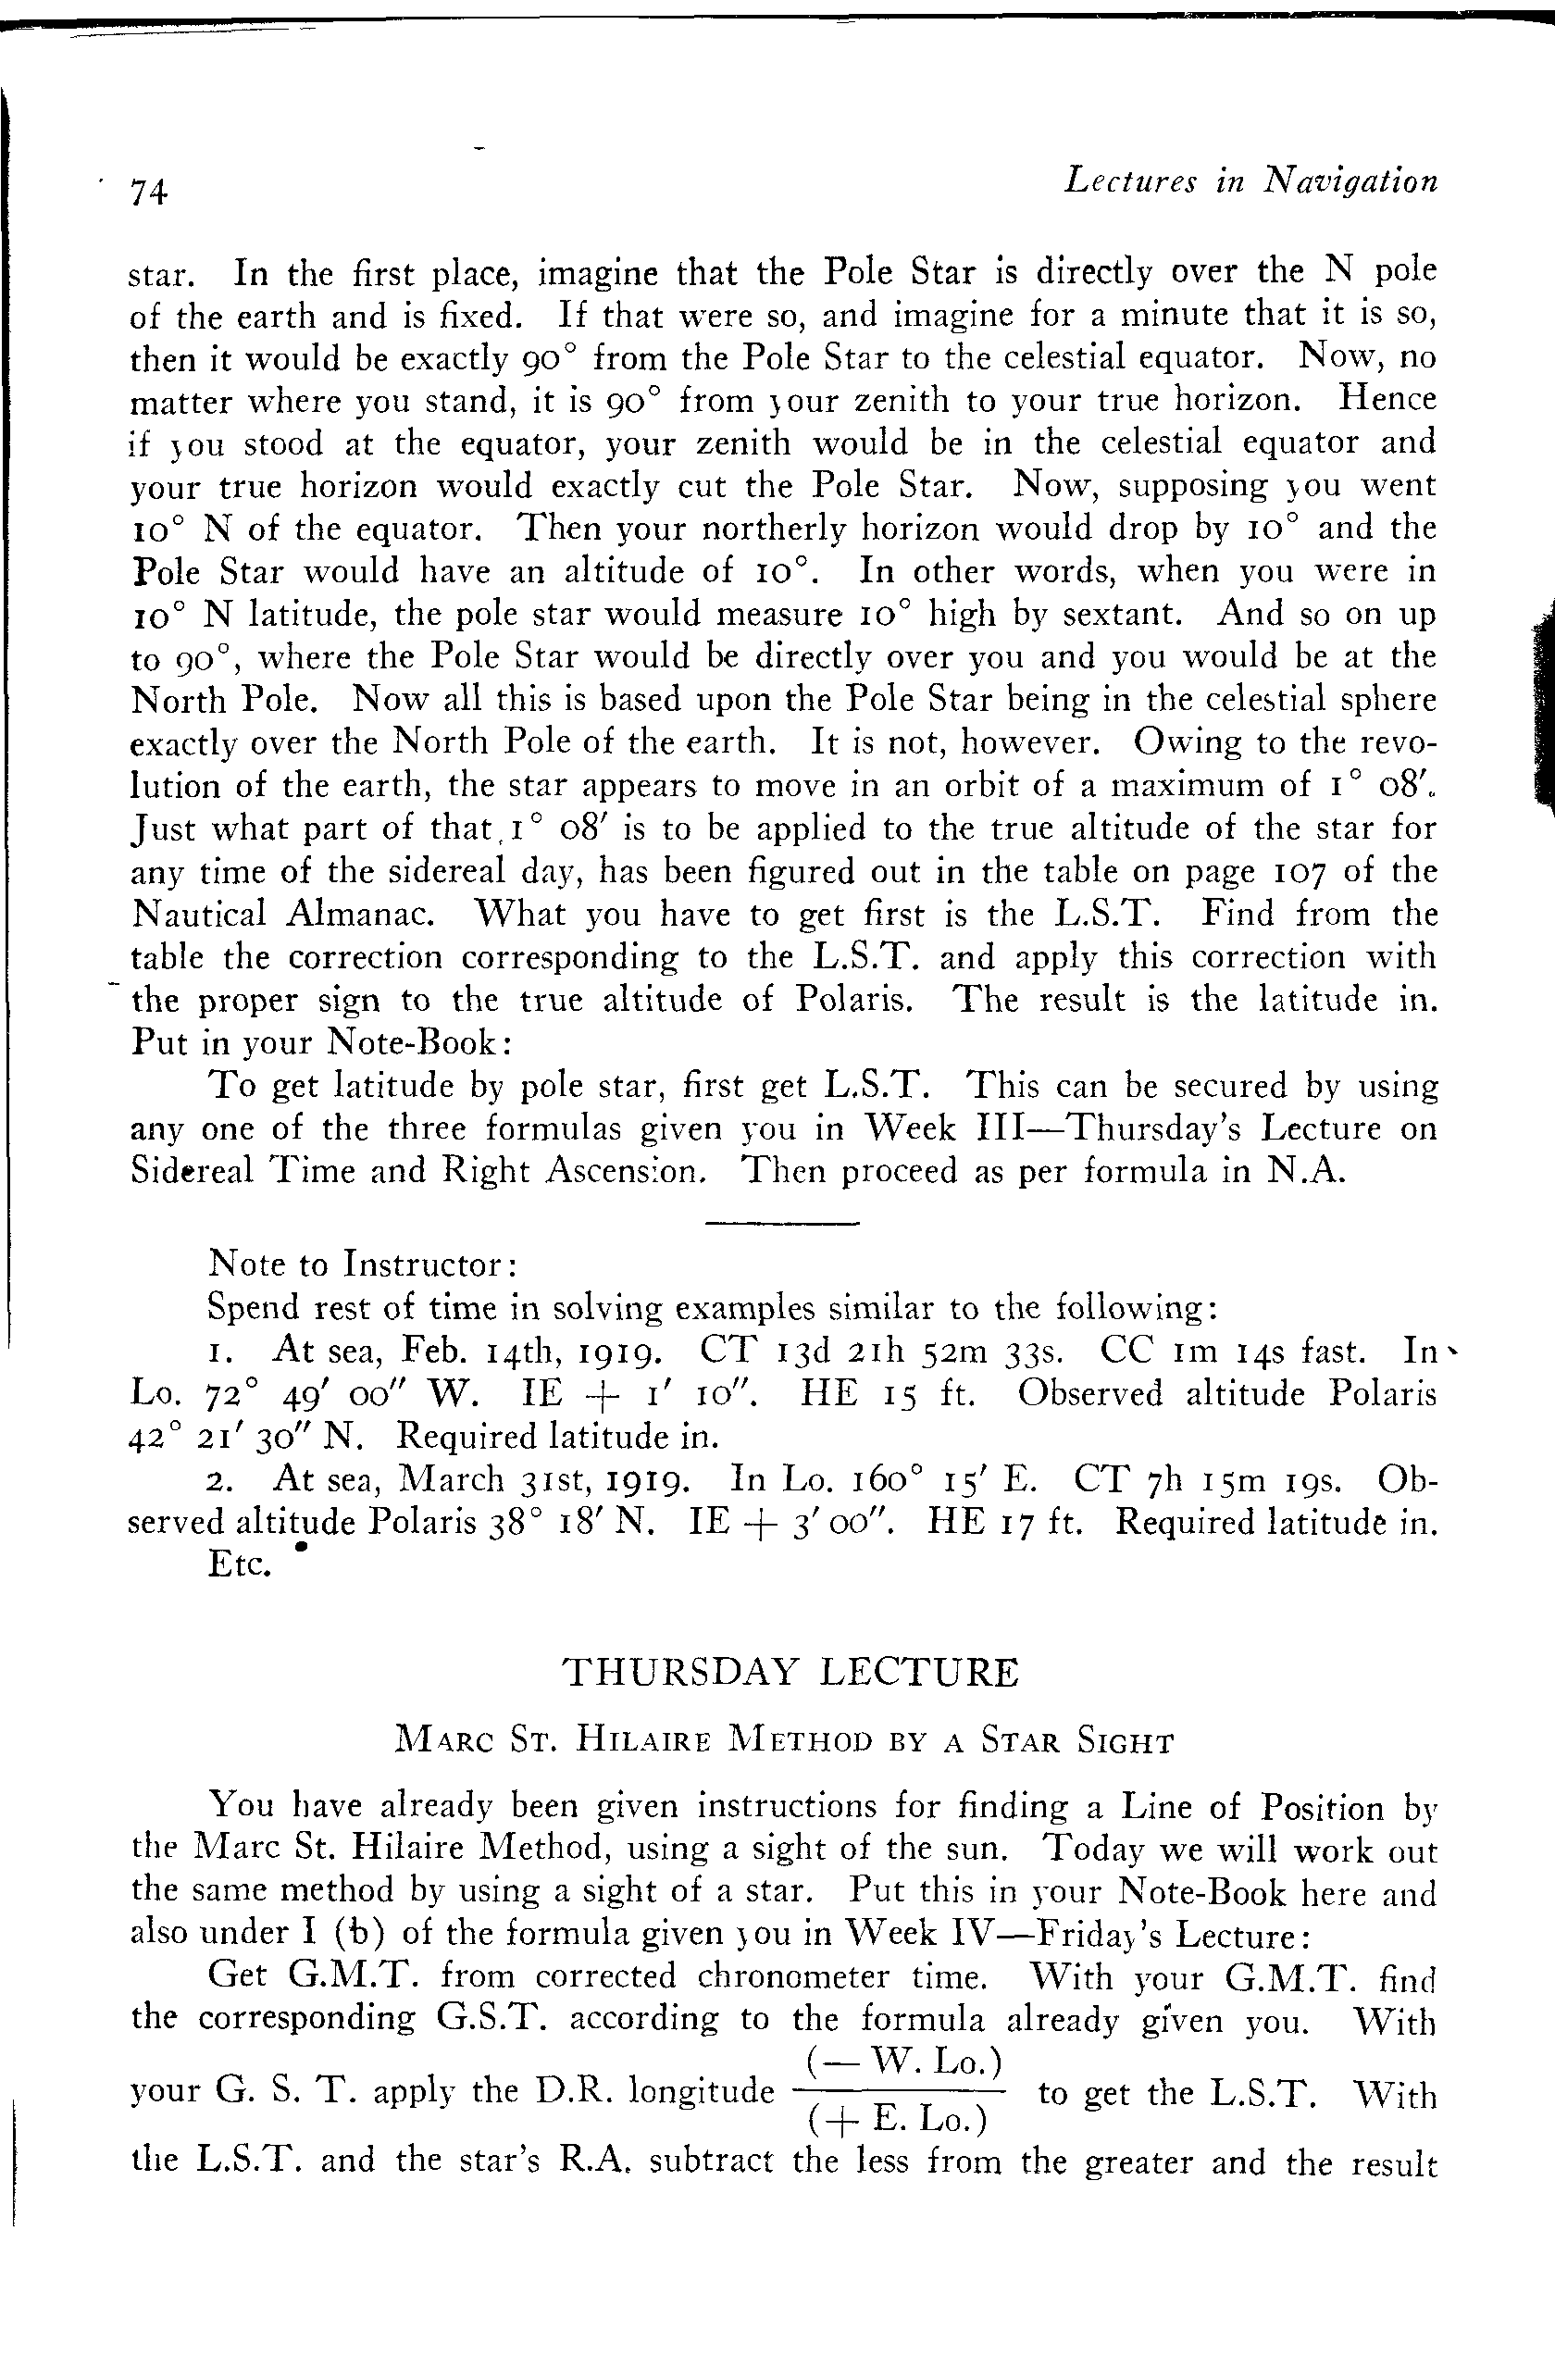 74
Lectures in Navigation
star. In the first place, imagine that the Pole Star is directly over the N pole
of the earth and is fixed. If that were so, and imagine for a minute that it is so,
then it would be exactly 90° from the Pole Star to the celestial equator. Now, no
matter where you stand, it is 90° from your zenith to your true horizon. Hence
if you stood at the equator, your zenith would be in the celestial equator and
your true horizon would exactly cut the Pole Star. Now, supposing you went
10° N of the equator. Then your northerly horizon would drop by 10° and the
Pole Star would have an altitude of 10°. In other words, when you were in
10° N latitude, the pole star would measure 10° high by sextant. And so on up
to 90°, where the Pole Star would be directly over you and you would be at the
North Pole. Now all this is based upon the Pole Star being in the celestial sphere
exactly over the North Pole of the earth. It is not, however. Owing to the revo-
lution of the earth, the star appears to move in an orbit of a maximum of 1° 08'.
Just what part of that 1° 08' is to be applied to the true altitude of the star for
any time of the sidereal day, has been figured out in the table on page 107 of the
Nautical Almanac. What you have to get first is the L.S.T. Find from the
table the correction corresponding to the L.S.T. and apply this correction with
the proper sign to the true altitude of Polaris. The result is the latitude in.
Put in your Note-Book:
To get latitude by pole star, first get L.S.T. This can be secured by using
any one of the three formulas given you in Week III—Thursday's Lecture on
Sidereal Time and Right Ascension. Then proceed as per formula in N.A.
Note to Instructor:
Spend rest of time in solving examples similar to the following:
1. At sea, Feb. 14th, 1919. CT 13d 21h 52m 33s. CC 1m 14s fast. In
Lo. 72° 49' 00" W. IE + 1' 10". HE 15 ft. Observed altitude Polaris
42° 21' 30" N. Required latitude in.
2. At sea, March 31st, 1919. In Lo. 160° 15' E. CT 7h 15m 19s. Ob-
served altitude Polaris 38° 18' N. IE + 3' 00". HE 17 ft. Required latitude in.
Etc.
THURSDAY LECTURE
MARC ST. HILAIRE METHOD BY A STAR SIGHT
You have already been given instructions for finding a Line of Position by
the Marc St. Hilaire Method, using a sight of the sun. Today we will work out
the same method by using a sight of a star. Put this in your Note-Book here and
also under I (b) of the formula given you in Week IV—Friday's Lecture:
Get G.M.T. from corrected chronometer time. With your G.M.T. find
the corresponding G.S.T. according to the formula already given you. With
(— W. Lo.)
your G. S. T. apply the D.R. longitude to get the L.S.T. With
(+ E. Lo.)
the L.S.T. and the star's R.A. subtract the less from the greater and the result